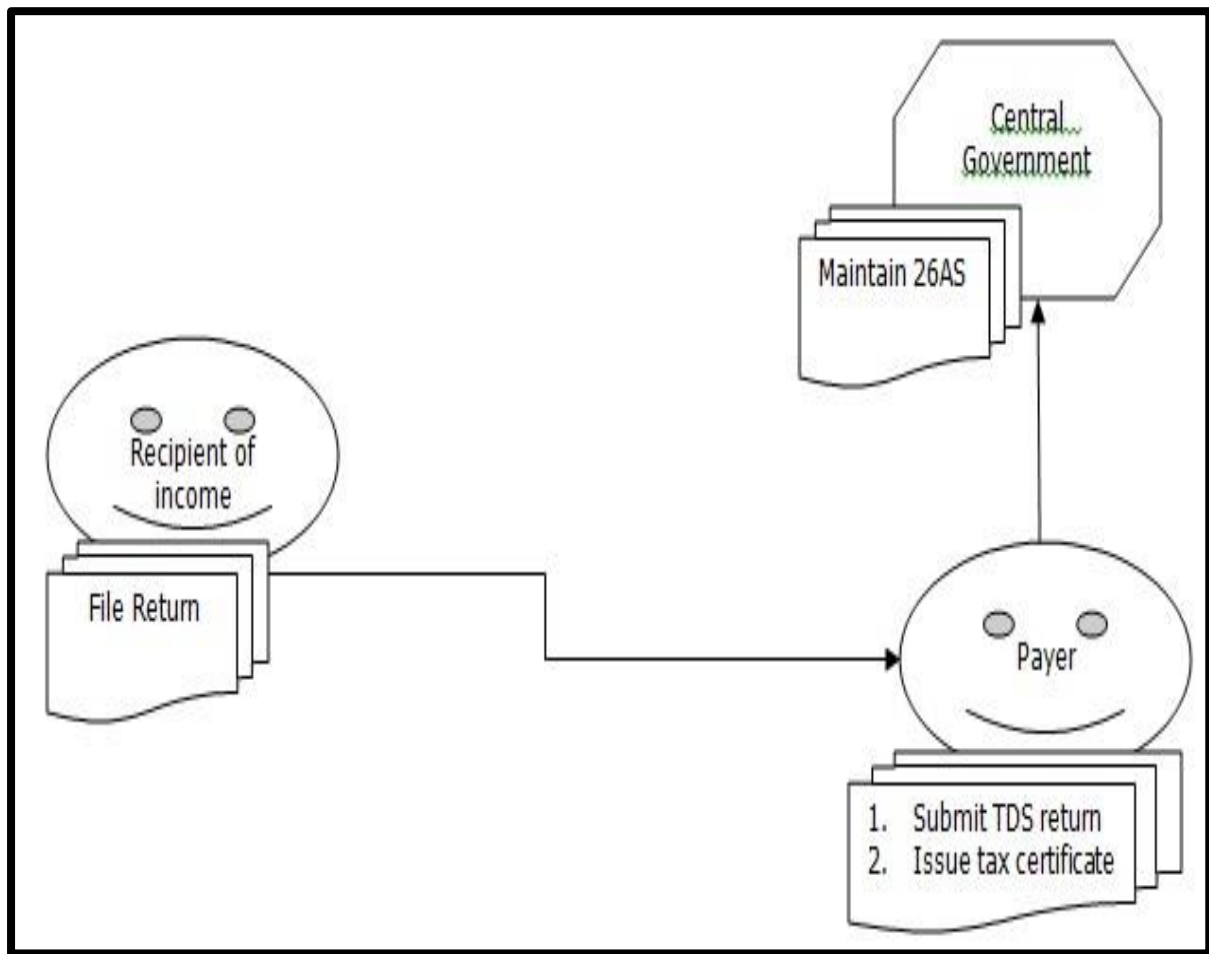 Central
Government
Maintain 26AS
Recipient of
income
File Return
Payer
1. Submit TDS return
2. Issue tax certificate